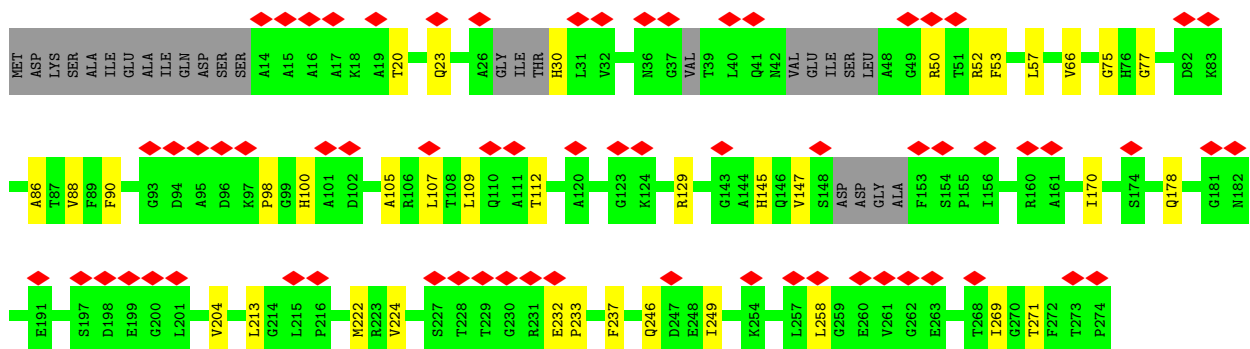 MET ASP LYS SER ALA ILE GLU ALA ILE GLN ASP SER SER A14 A15 A16 A17 K18 A19 T20 Q23 A26 GLY ILE THR H30 L31 V32 N36 G37 VAL T39 L40 Q41 N42 VAL GLU ILE SER LEU A48 G49 R50 T51 R52 F53 L57 V66 G75 H76 G77 D82 K83
A86 T87 V88 F89 F90 G93 D94 A95 D96 K97 P98 G99 H100 A101 D102 A105 R106 L107 T108 L109 Q110 A111 T112 A120 G123 K124 R129 G143 A144 H145 Q146 V147 S148 ASP ASP GLY ALA F153 S154 P155 I156 R160 A161 I170 S174 Q178 G181 N182
E191 S197 D198 E199 G200 L201 V204 L213 G214 L215 P216 M222 R223 V224 S227 T228 T229 G230 R231 E232 P233 F237 Q246 D247 E248 I249 K254 L257 L258 G259 E260 V261 G262 E263 T268 I269 G270 T271 F272 T273 P274